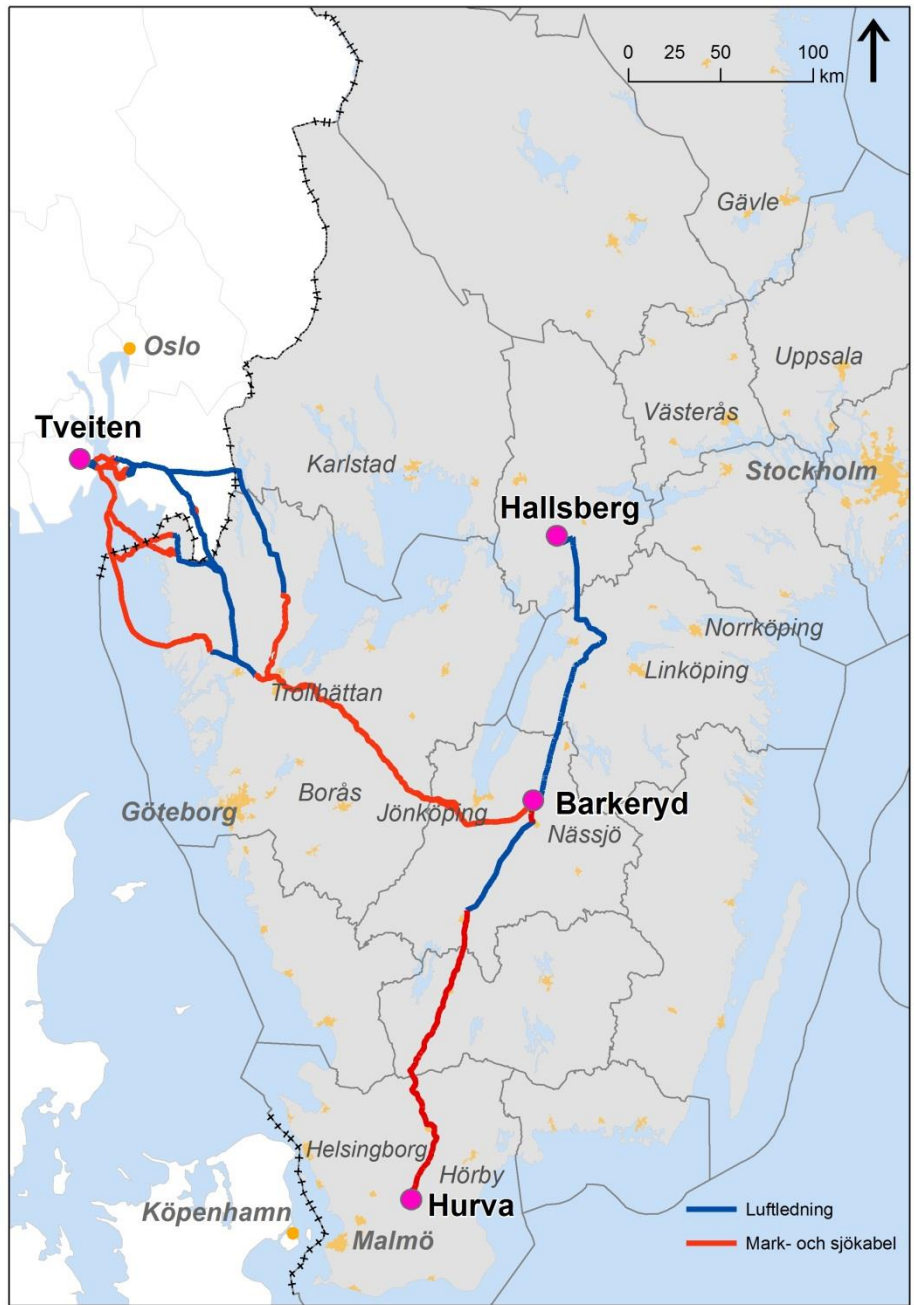 0 25 50 100
km
Gävle
Oslo
Uppsala
Tveiten
Västerås
Karlstad
Stockholm
Hallsberg
Norrköping
Linköping
Trollhättan
Borås
Göteborg
Jönköping
Barkeryd
Nässjö
Helsingborg
Hörby
Hurva
Köpenhamn
Malmö
Luftledning
Mark- och sjökabel